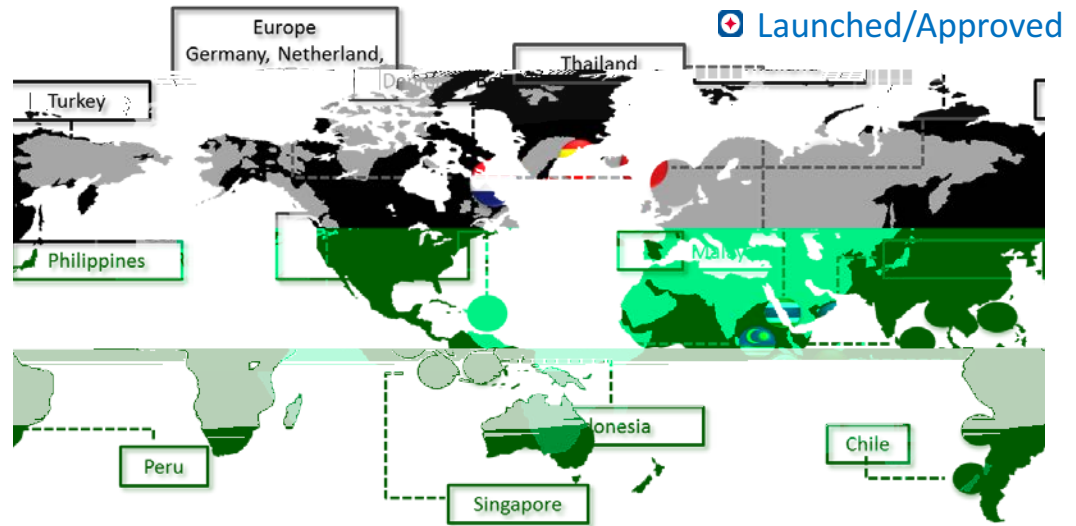 Launched/Approved
Europe
Germany, Netherland,
Thailand
Turkey
Philippines
Peru
Chile
Singapore